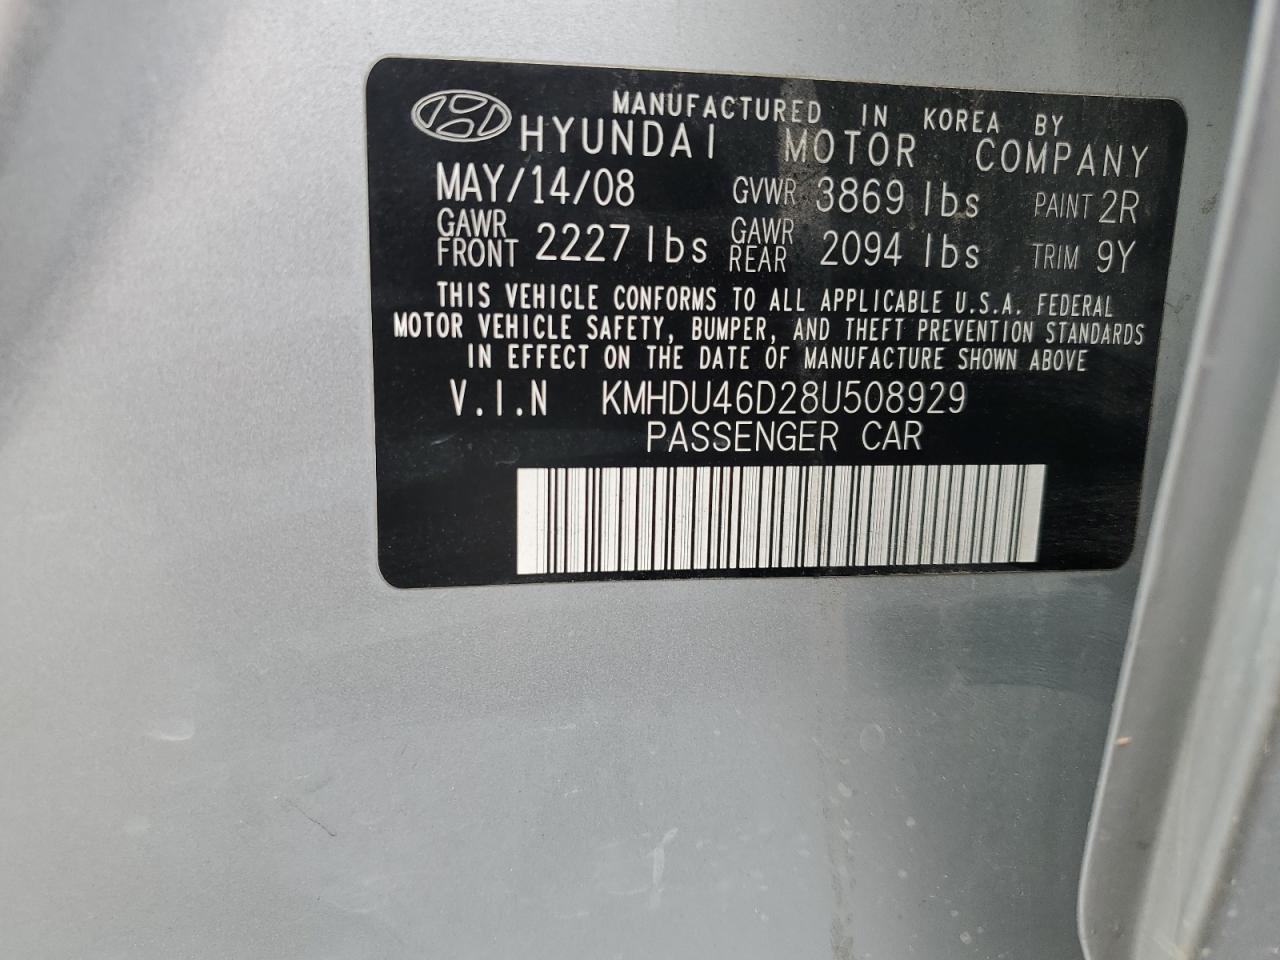 MANUFACTURED IN KOREA BY
HYUNDAI MOTOR COMPANY
MAY/14/08 GVWR 3869 lbs PAINT 2R
GAWR FRONT 2227 lbs GAWR REAR 2094 lbs TRIM 9Y
THIS VEHICLE CONFORMS TO ALL APPLICABLE U.S.A. FEDERAL
MOTOR VEHICLE SAFETY, BUMPER, AND THEFT PREVENTION STANDARDS
IN EFFECT ON THE DATE OF MANUFACTURE SHOWN ABOVE
V.I.N KMHDU46D28U508929
PASSENGER CAR